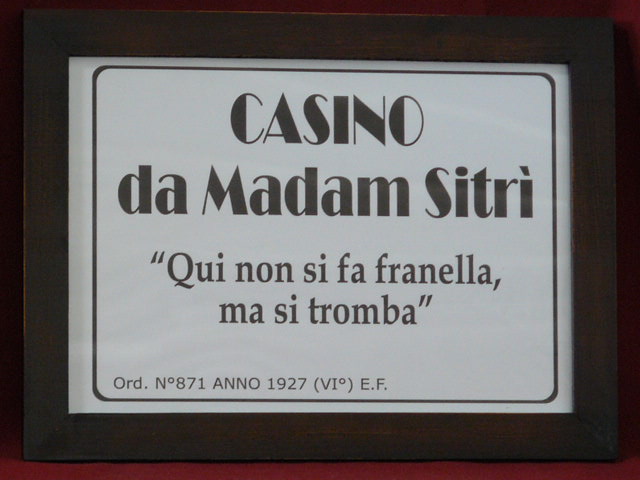 CASINO
da Madam Sitrì
“Qui non si fa franella,
ma si tromba”
Ord. N°871 ANNO 1927 (VI°) E.F.